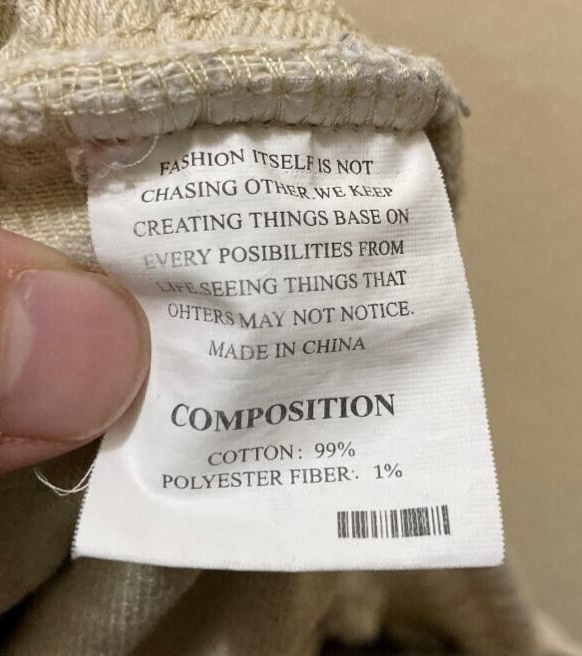 FASHION ITSELF IS NOT
CHASING OTHER.WE KEEP
CREATING THINGS BASE ON
EVERY POSIBILITIES FROM
LIFE.SEEING THINGS THAT
OHTERS MAY NOT NOTICE.
MADE IN CHINA
COMPOSITION
COTTON: 99%
POLYESTER FIBER: 1%